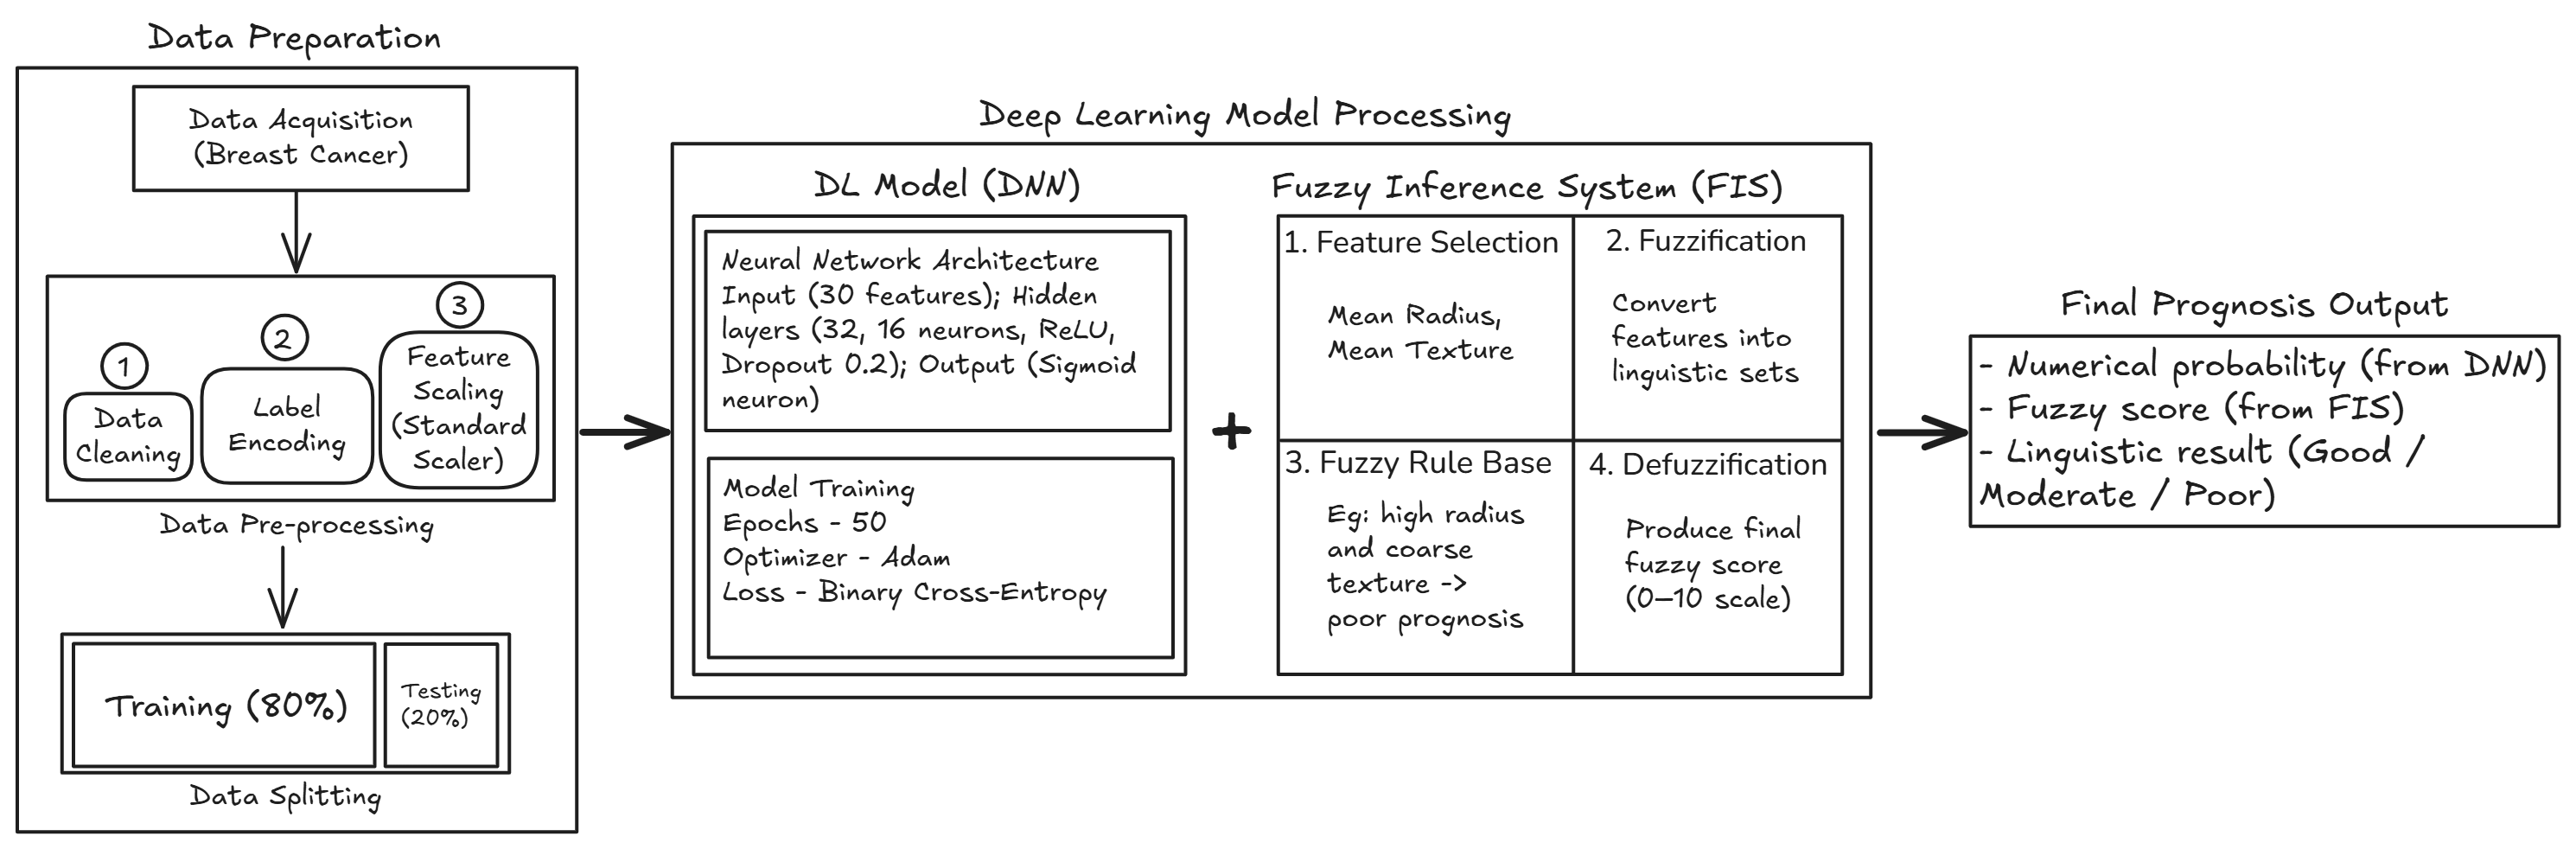 Data Preparation
Data Acquisition
(Breast Cancer)
1
Data
Cleaning
2
Label
Encoding
3
Feature
Scaling
(Standard
Scaler)
Data Pre-processing
Training (80%)
Testing
(20%)
Data Splitting
Deep Learning Model Processing
DL Model (DNN)
Neural Network Architecture
Input (30 features); Hidden
layers (32, 16 neurons, ReLU,
Dropout 0.2); Output (Sigmoid
neuron)
Model Training
Epochs - 50
Optimizer - Adam
Loss - Binary Cross-Entropy
+
Fuzzy Inference System (FIS)
1. Feature Selection
Mean Radius,
Mean Texture
2. Fuzzification
Convert
features into
linguistic sets
3. Fuzzy Rule Base
Eg: high radius
and coarse
texture ->
poor prognosis
4. Defuzzification
Produce final
fuzzy score
(0–10 scale)
Final Prognosis Output
- Numerical probability (from DNN)
- Fuzzy score (from FIS)
- Linguistic result (Good /
Moderate / Poor)